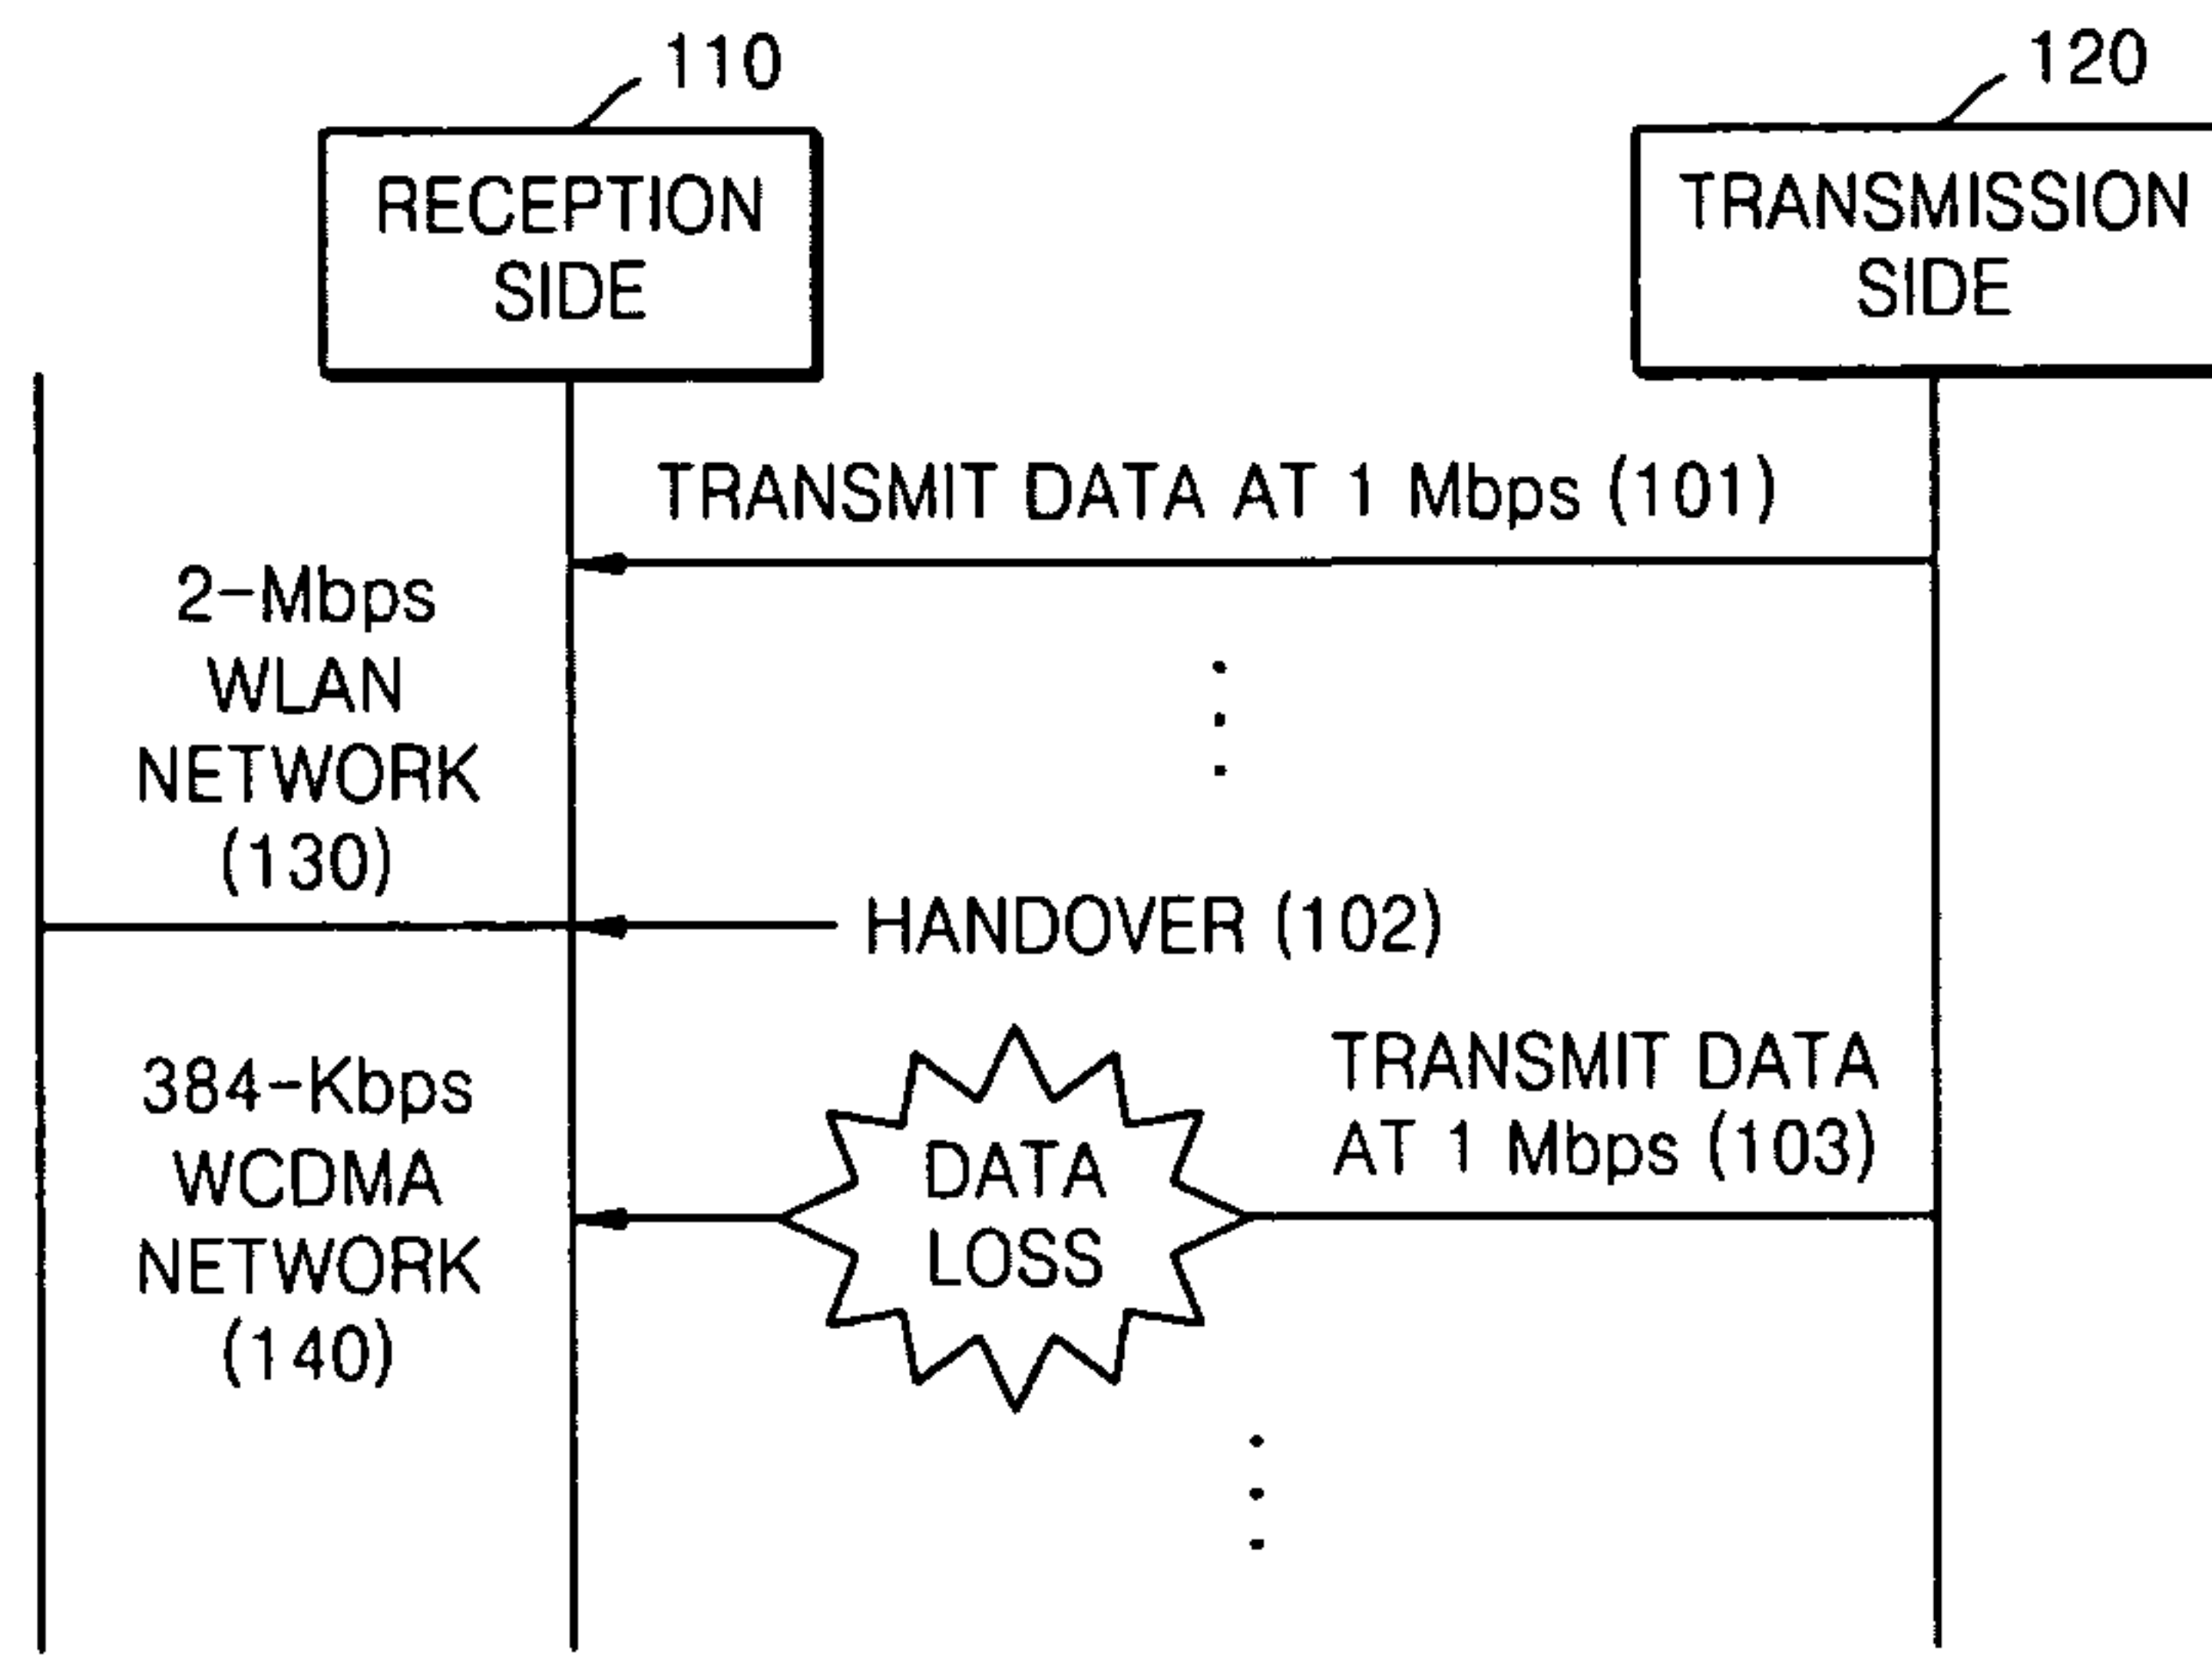 110
120
RECEPTION
SIDE
TRANSMISSION
SIDE
TRANSMIT DATA AT 1 Mbps (101)
2-Mbps
WLAN
NETWORK
(130)
HANDOVER (102)
384-Kbps
WCDMA
NETWORK
(140)
DATA
LOSS
TRANSMIT DATA
AT 1 Mbps (103)